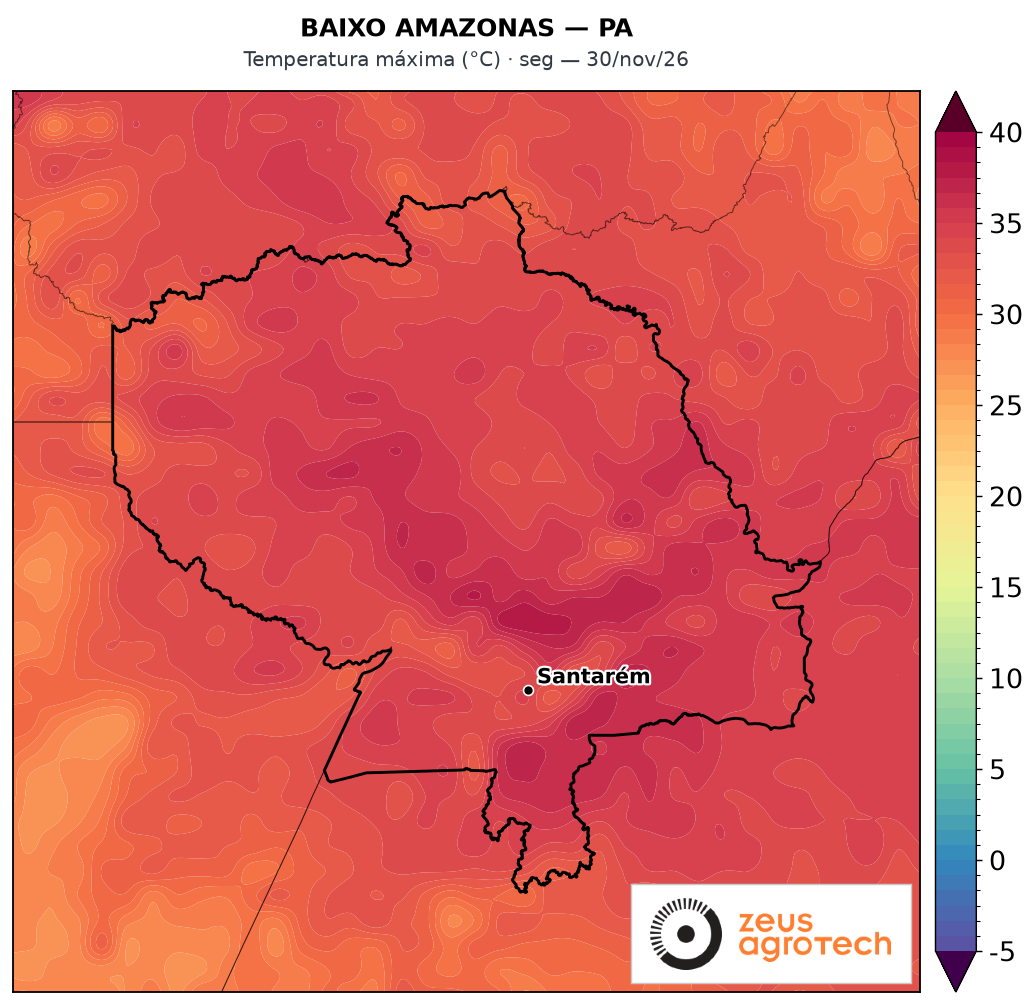 BAIXO AMAZONAS — PA
Temperatura máxima (°C) · seg — 30/nov/26
40
35
30
25
20
15
10
5
0
-5
Santarém
zeus
agrotech